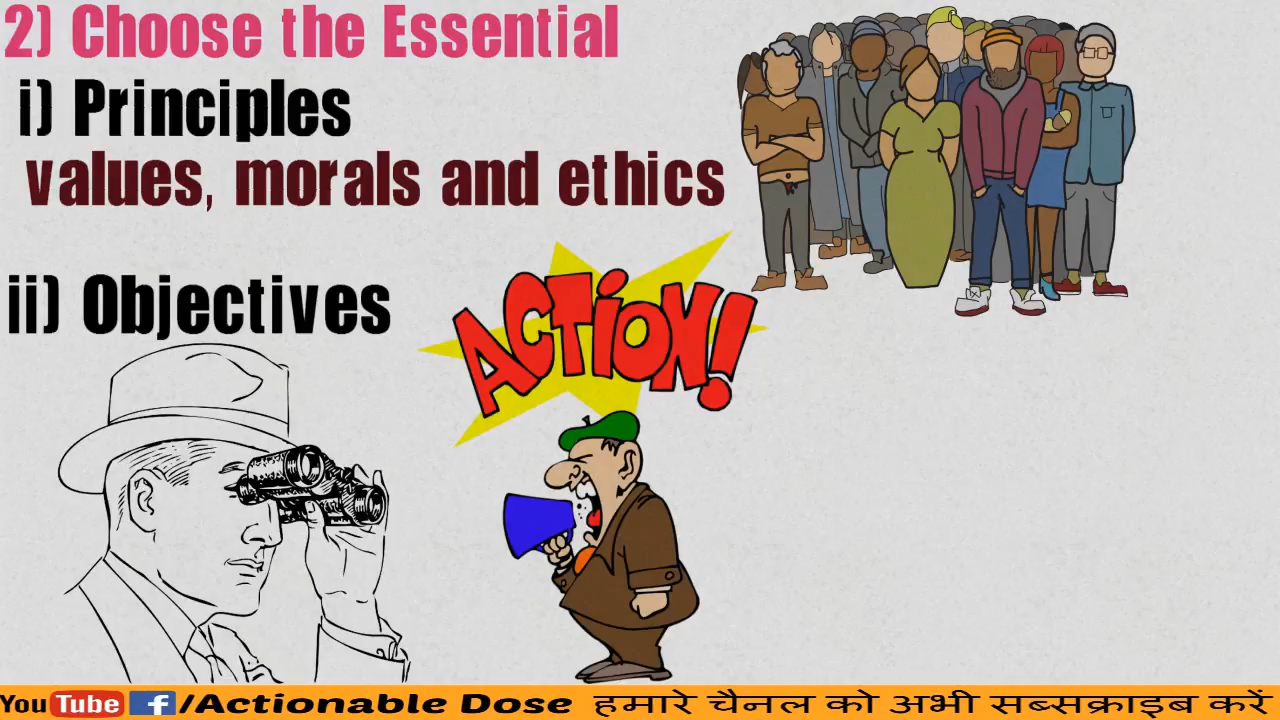 2) Choose the Essential
i) Principles
values, morals and ethics
ii) Objectives
ACTION!
YouTube f/Actionable Dose हमारे चैनल को अभी सब्सक्राइब करें